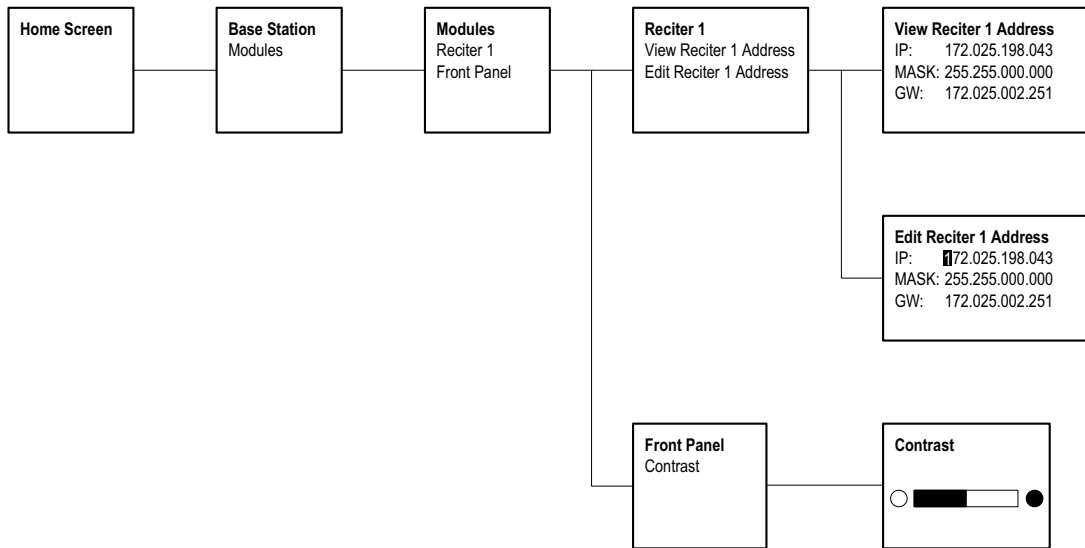 Home Screen
Base Station
Modules
Modules
Reciter 1
Front Panel
Reciter 1
View Reciter 1 Address
Edit Reciter 1 Address
View Reciter 1 Address
IP: 172.025.198.043
MASK: 255.255.000.000
GW: 172.025.002.251
Edit Reciter 1 Address
IP: 172.025.198.043
MASK: 255.255.000.000
GW: 172.025.002.251
Front Panel
Contrast
Contrast